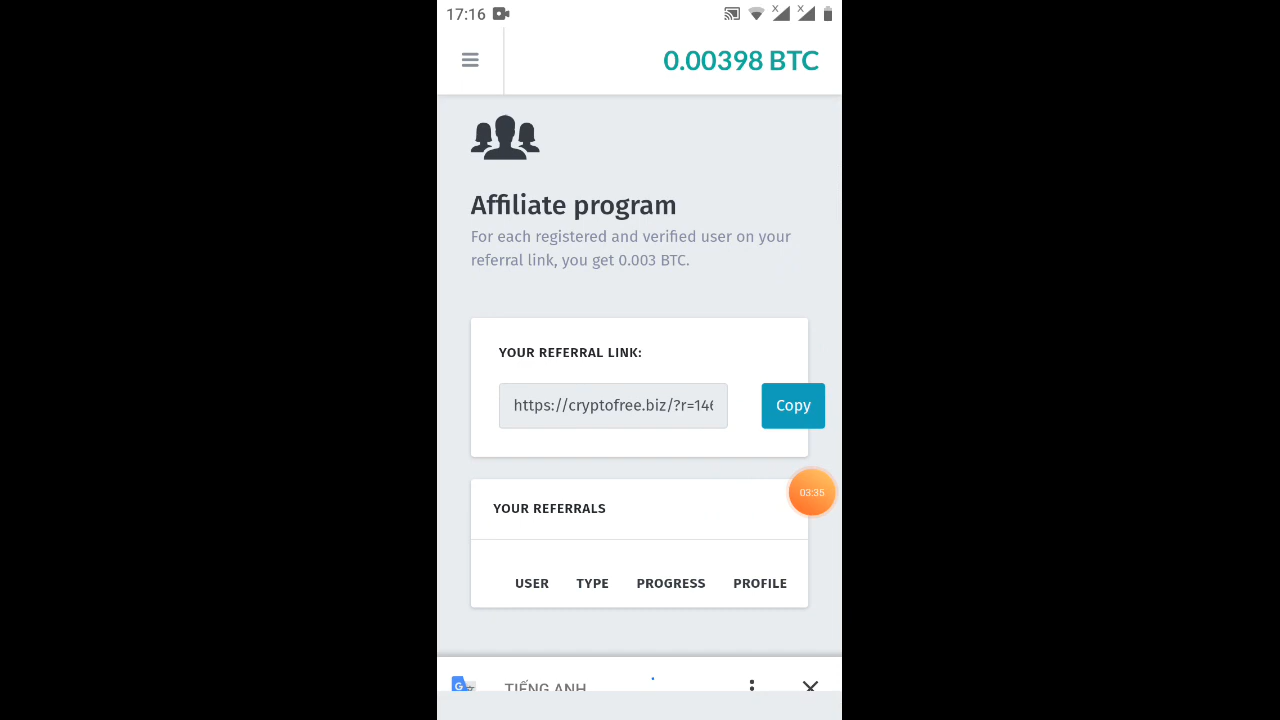 17:16
0.00398 BTC
Affiliate program
For each registered and verified user on your
referral link, you get 0.003 BTC.
YOUR REFERRAL LINK:
https://cryptofree.biz/?r=146
Copy
03:35
YOUR REFERRALS
USER TYPE PROGRESS PROFILE
TIẾNG ANH